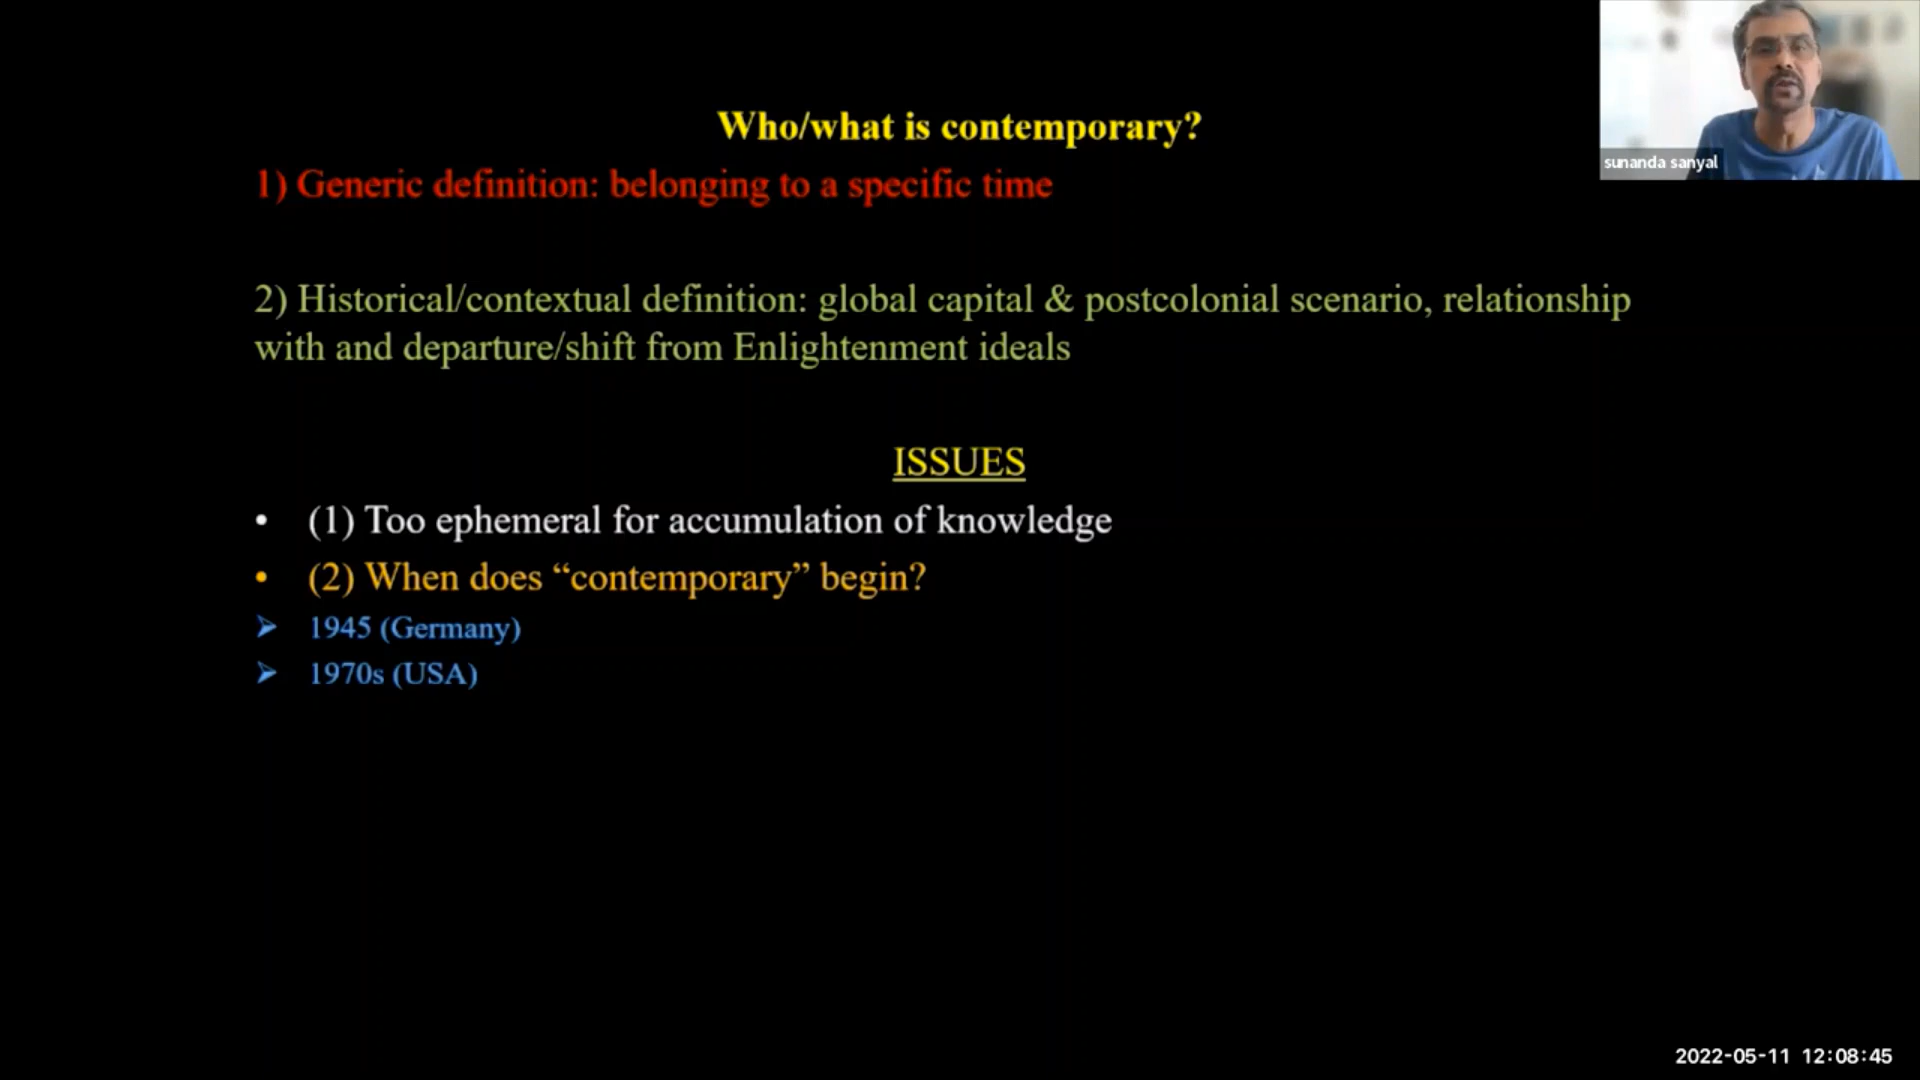 Who/what is contemporary?
1) Generic definition: belonging to a specific time
2) Historical/contextual definition: global capital & postcolonial scenario, relationship
with and departure/shift from Enlightenment ideals
ISSUES
• (1) Too ephemeral for accumulation of knowledge
• (2) When does “contemporary” begin?
➢ 1945 (Germany)
➢ 1970s (USA)
sunanda sanyal
2022-05-11 12:08:45